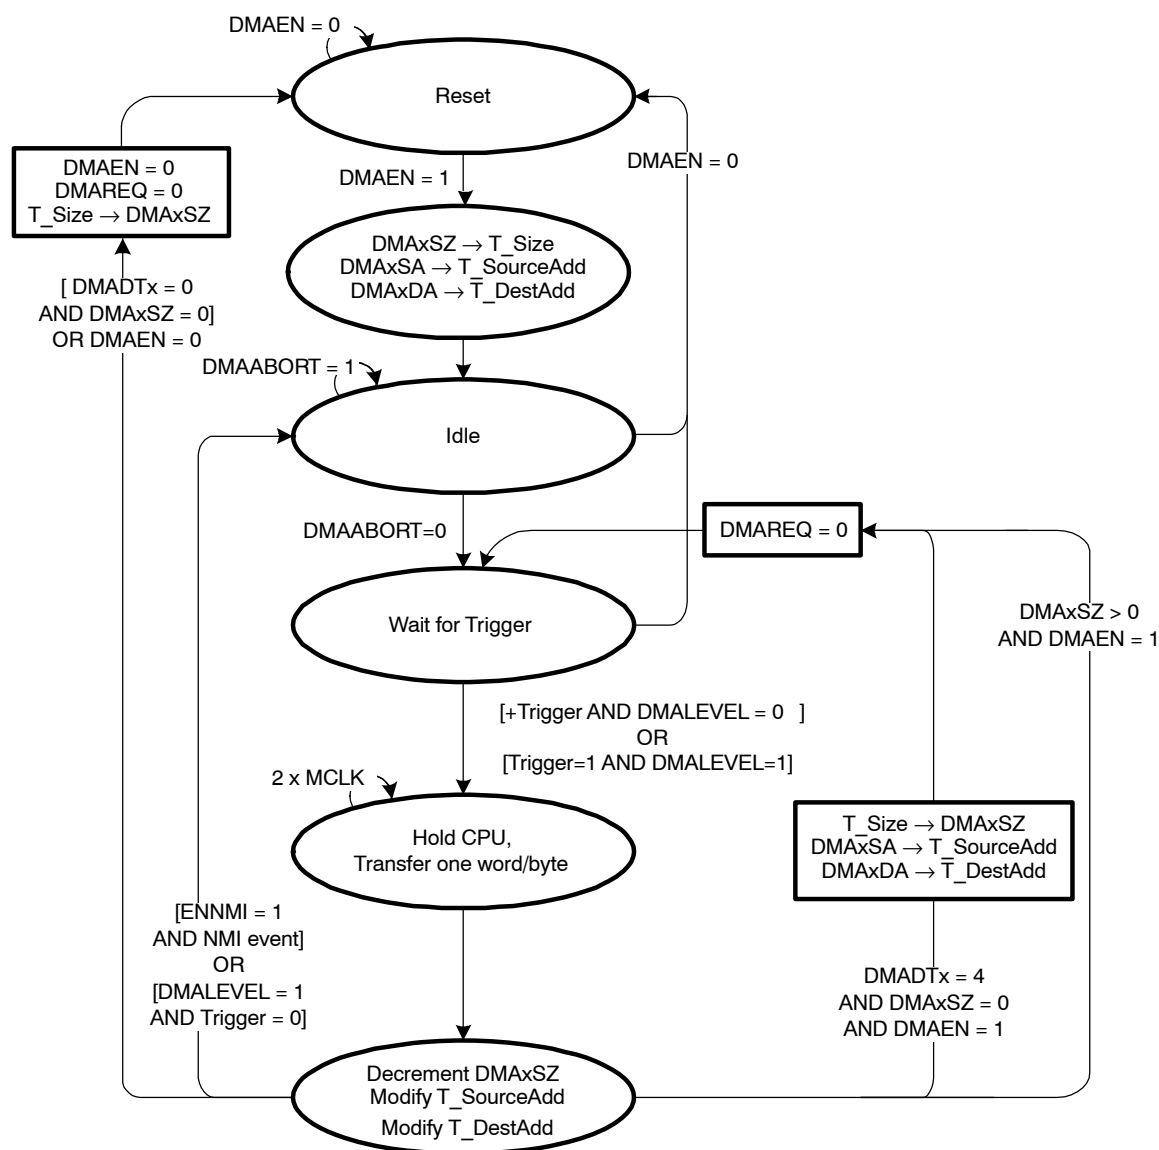 DMAEN = 0
Reset
DMAEN = 0
DMAREQ = 0
T_Size → DMAxSZ
DMAEN = 1
DMAEN = 0
DMAxSZ → T_Size
DMAxSA → T_SourceAdd
DMAxDA → T_DestAdd
[ DMADTx = 0
AND DMAxSZ = 0]
OR DMAEN = 0
DMAABORT = 1
Idle
DMAABORT=0
DMAREQ = 0
Wait for Trigger
DMAxSZ > 0
AND DMAEN = 1
[+Trigger AND DMALEVEL = 0 ]
OR
[Trigger=1 AND DMALEVEL=1]
2 x MCLK
Hold CPU,
Transfer one word/byte
T_Size → DMAxSZ
DMAxSA → T_SourceAdd
DMAxDA → T_DestAdd
[ENNMI = 1
AND NMI event]
OR
[DMALEVEL = 1
AND Trigger = 0]
DMADTx = 4
AND DMAxSZ = 0
AND DMAEN = 1
Decrement DMAxSZ
Modify T_SourceAdd
Modify T_DestAdd